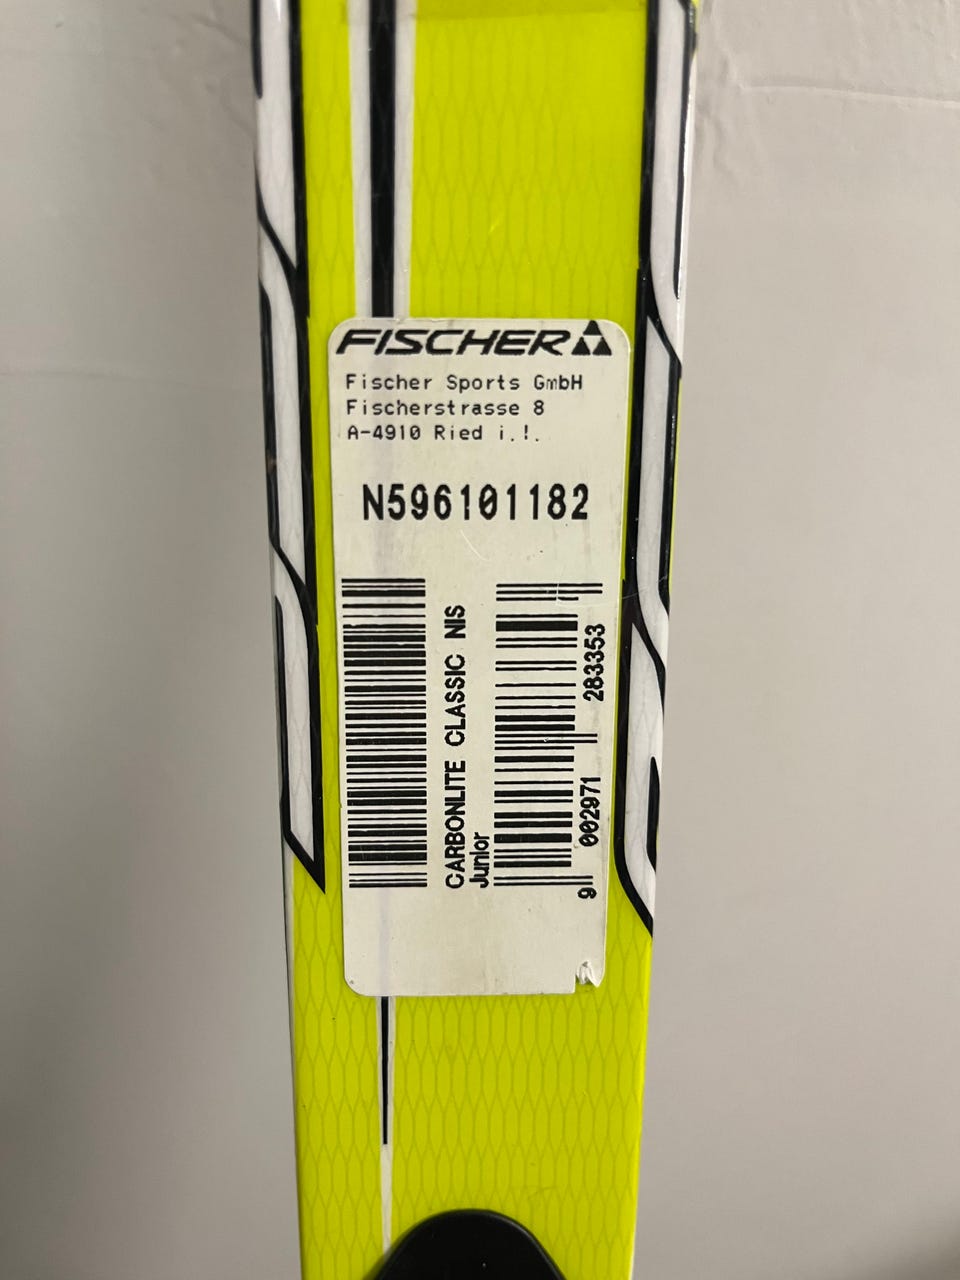 FISCHER
Fischer Sports GmbH
Fischerstrasse 8
A-4910 Ried i.!.
N596101182
CARBONLITE CLASSIC NIS
Junior
9 002971 283353